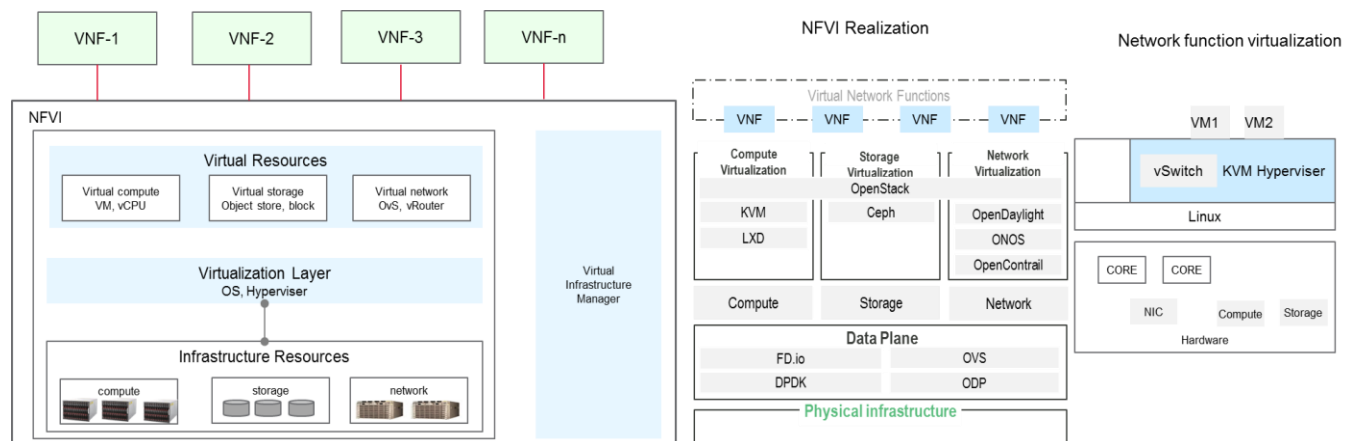 VNF-1
VNF-2
VNF-3
VNF-n
NFVI
Virtual Resources
Virtual compute
VM, vCPU
Virtual storage
Object store, block
Virtual network
OvS, vRouter
Virtualization Layer
OS, Hyperviser
Virtual
Infrastructure
Manager
Infrastructure Resources
compute
storage
network
NFVI Realization
Virtual Network Functions
VNF
VNF
VNF
VNF
Compute
Virtualization
Storage
Virtualization
Network
Virtualization
OpenStack
KVM
LXD
Ceph
OpenDaylight
ONOS
OpenContrail
Compute
Storage
Network
Data Plane
FD.io
OVS
DPDK
ODP
Physical infrastructure
Network function virtualization
VM1
VM2
vSwitch
KVM Hyperviser
Linux
CORE
CORE
NIC
Compute
Storage
Hardware